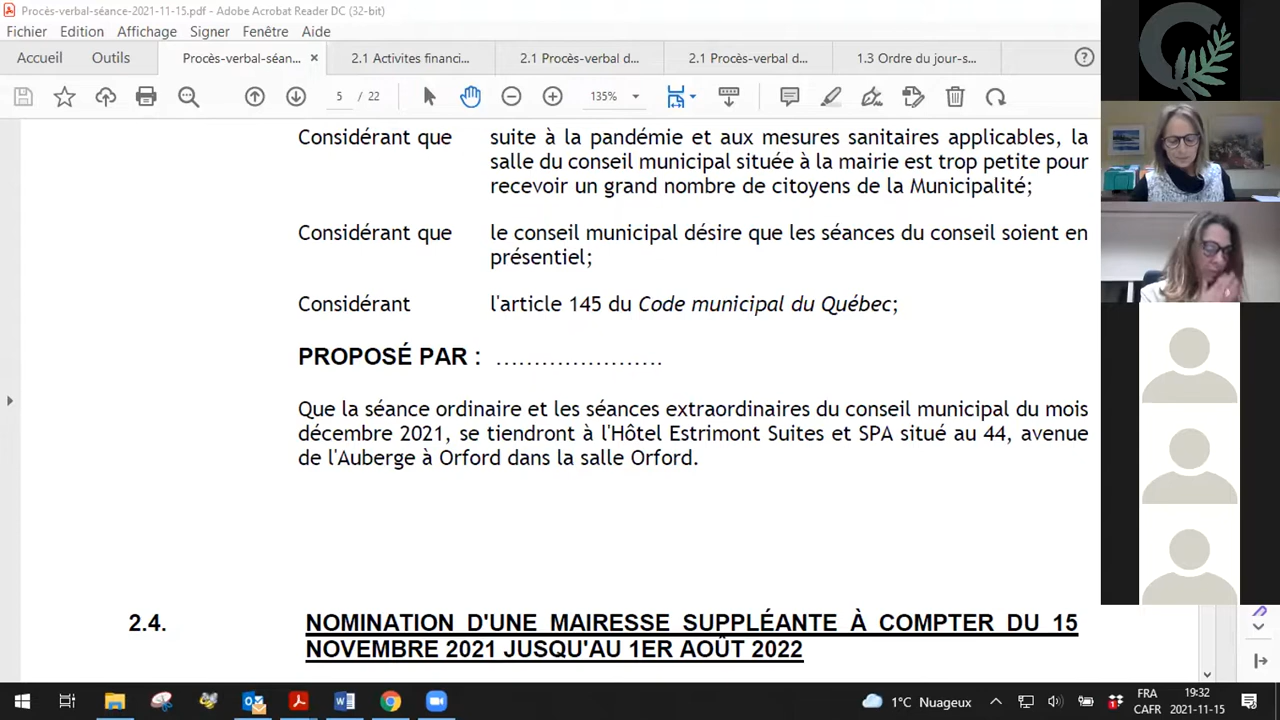 Procès-verbal-séance-2021-11-15.pdf - Adobe Acrobat Reader DC (32-bit)
Fichier Edition Affichage Signer Fenêtre Aide
Accueil Outils Procès-verbal-séan... × 2.1 Activites financi... 2.1 Procès-verbal d... 2.1 Procès-verbal d... 1.3 Ordre du jour-s...
5 / 22 135%
Considérant que suite à la pandémie et aux mesures sanitaires applicables, la
salle du conseil municipal située à la mairie est trop petite pour
recevoir un grand nombre de citoyens de la Municipalité;
Considérant que le conseil municipal désire que les séances du conseil soient en
présentiel;
Considérant l'article 145 du Code municipal du Québec;
PROPOSÉ PAR : ......................
Que la séance ordinaire et les séances extraordinaires du conseil municipal du mois
décembre 2021, se tiendront à l'Hôtel Estrimont Suites et SPA situé au 44, avenue
de l'Auberge à Orford dans la salle Orford.
2.4. NOMINATION D'UNE MAIRESSE SUPPLÉANTE À COMPTER DU 15
NOVEMBRE 2021 JUSQU'AU 1ER AOÛT 2022
1°C Nuageux
FRA
CAFR
19:32
2021-11-15